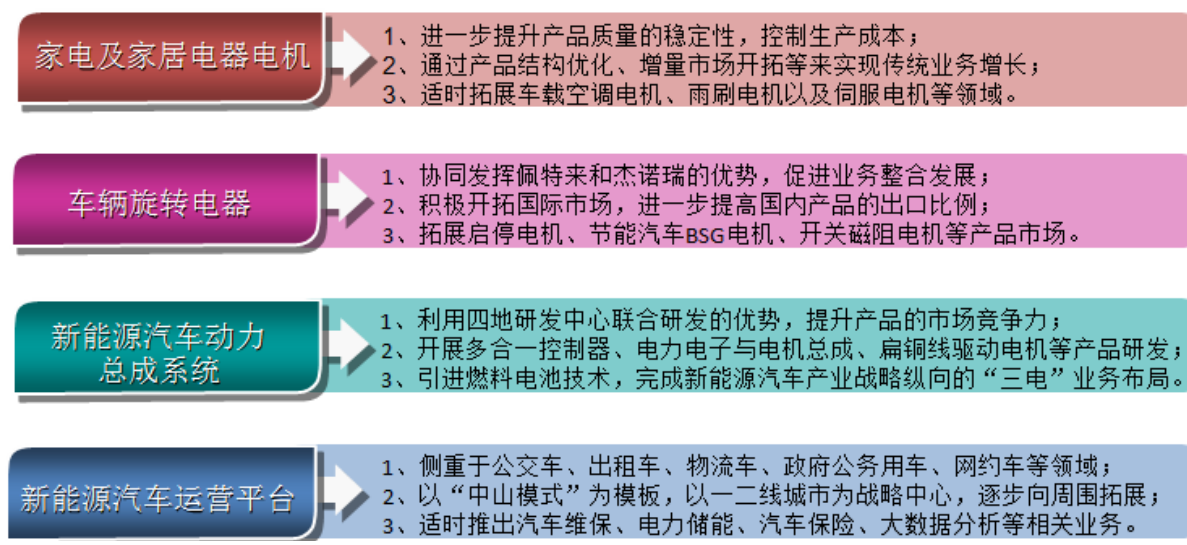 家电及家居电器电机
1、进一步提升产品质量的稳定性，控制生产成本；
2、通过产品结构优化、增量市场开拓等来实现传统业务增长；
3、适时拓展车载空调电机、雨刷电机以及伺服电机等领域。
车辆旋转电器
1、协同发挥佩特来和杰诺瑞的优势，促进业务整合发展；
2、积极开拓国际市场，进一步提高国内产品的出口比例；
3、拓展启停电机、节能汽车BSG电机、开关磁阻电机等产品市场。
新能源汽车动力
总成系统
1、利用四地研发中心联合研发的优势，提升产品的市场竞争力；
2、开展多合一控制器、电力电子与电机总成、扁铜线驱动电机等产品研发；
3、引进燃料电池技术，完成新能源汽车产业战略纵向的“三电”业务布局。
新能源汽车运营平台
1、侧重于公交车、出租车、物流车、政府公务用车、网约车等领域；
2、以“中山模式”为模板，以一二线城市为战略中心，逐步向周围拓展；
3、适时推出汽车维保、电力储能、汽车保险、大数据分析等相关业务。